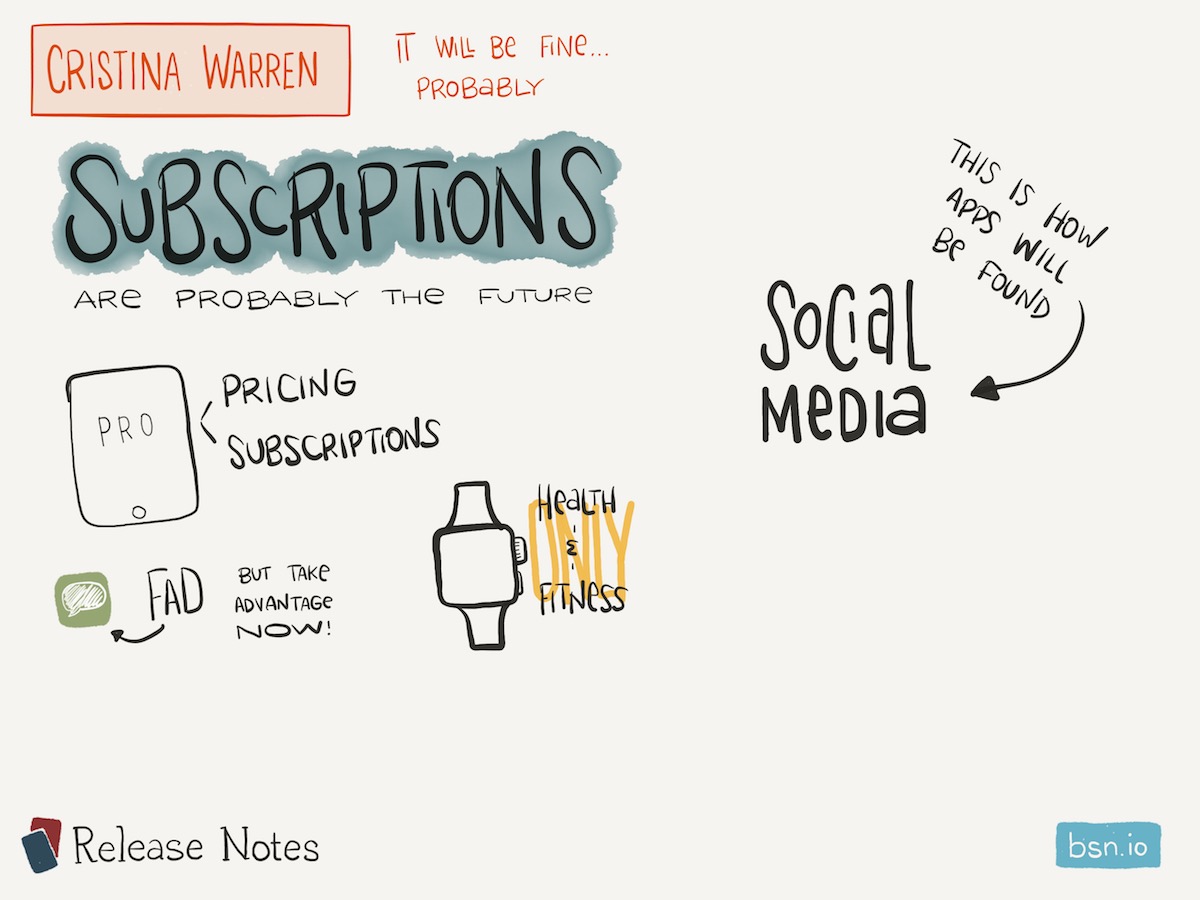 CRISTINA WARREN
IT WILL BE FINE...
PROBABLY
SUBSCRIPTIONS
ARE PROBABLY THE FUTURE
PRO
PRICING
SUBSCRIPTIONS
FAD
BUT TAKE
ADVANTAGE
NOW!
HEALTH
&
FITNESS
ONLY
THIS IS HOW
APPS WILL
BE FOUND
SOCIAL
MEDIA
Release Notes
bsn.io